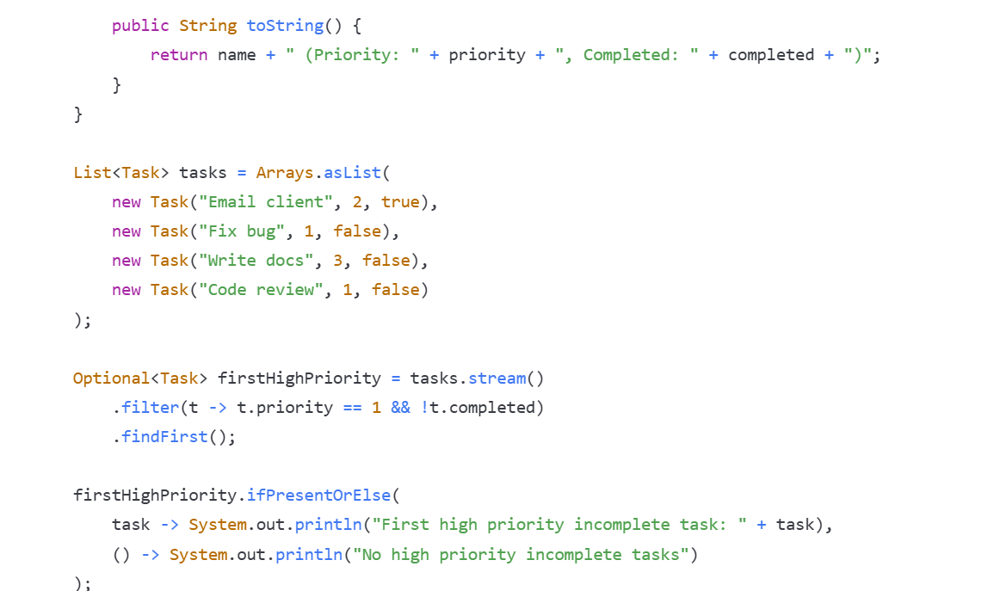 public String toString() {
return name + " (Priority: " + priority + ", Completed: " + completed + ")";
}
}
List<Task> tasks = Arrays.asList(
new Task("Email client", 2, true),
new Task("Fix bug", 1, false),
new Task("Write docs", 3, false),
new Task("Code review", 1, false)
);
Optional<Task> firstHighPriority = tasks.stream()
.filter(t -> t.priority == 1 && !t.completed)
.findFirst();
firstHighPriority.ifPresentOrElse(
task -> System.out.println("First high priority incomplete task: " + task),
() -> System.out.println("No high priority incomplete tasks")
);